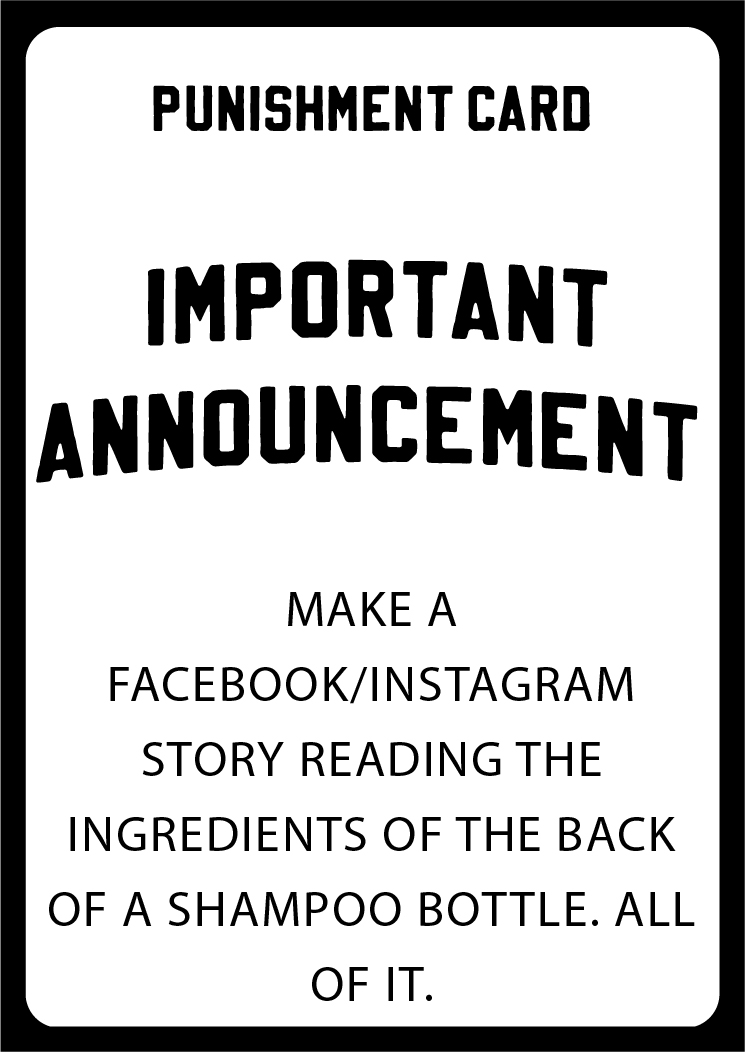 PUNISHMENT CARD
IMPORTANT
ANNOUNCEMENT
MAKE A
FACEBOOK/INSTAGRAM
STORY READING THE
INGREDIENTS OF THE BACK
OF A SHAMPOO BOTTLE. ALL
OF IT.